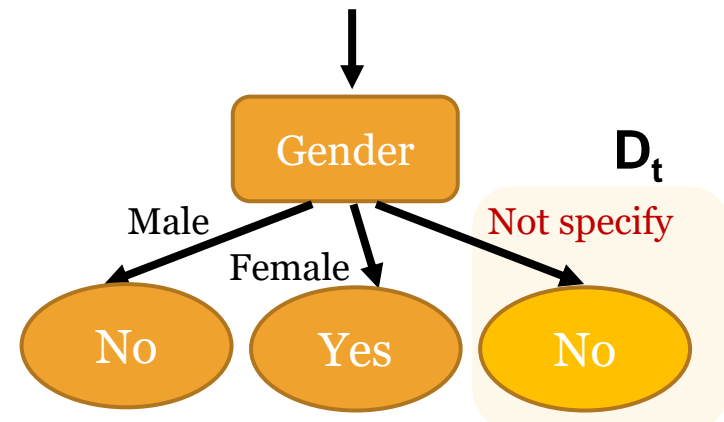 Gender
Dt
Male
Not specify
Female
No
Yes
No